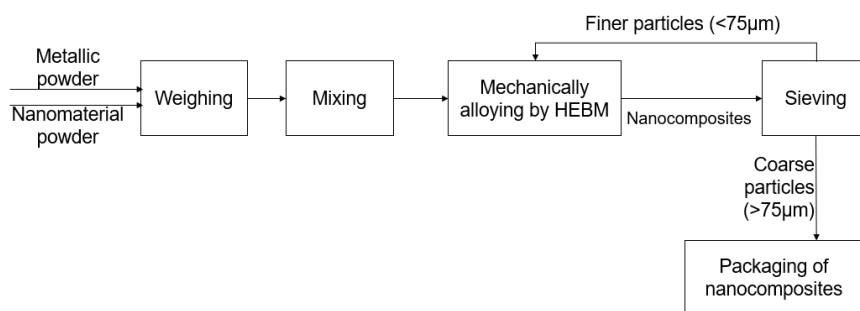 Finer particles (<75µm)
Metallic
powder
Nanomaterial
powder
Weighing
Mixing
Mechanically
alloying by HEBM
Nanocomposites
Sieving
Coarse
particles
(>75µm)
Packaging of
nanocomposites